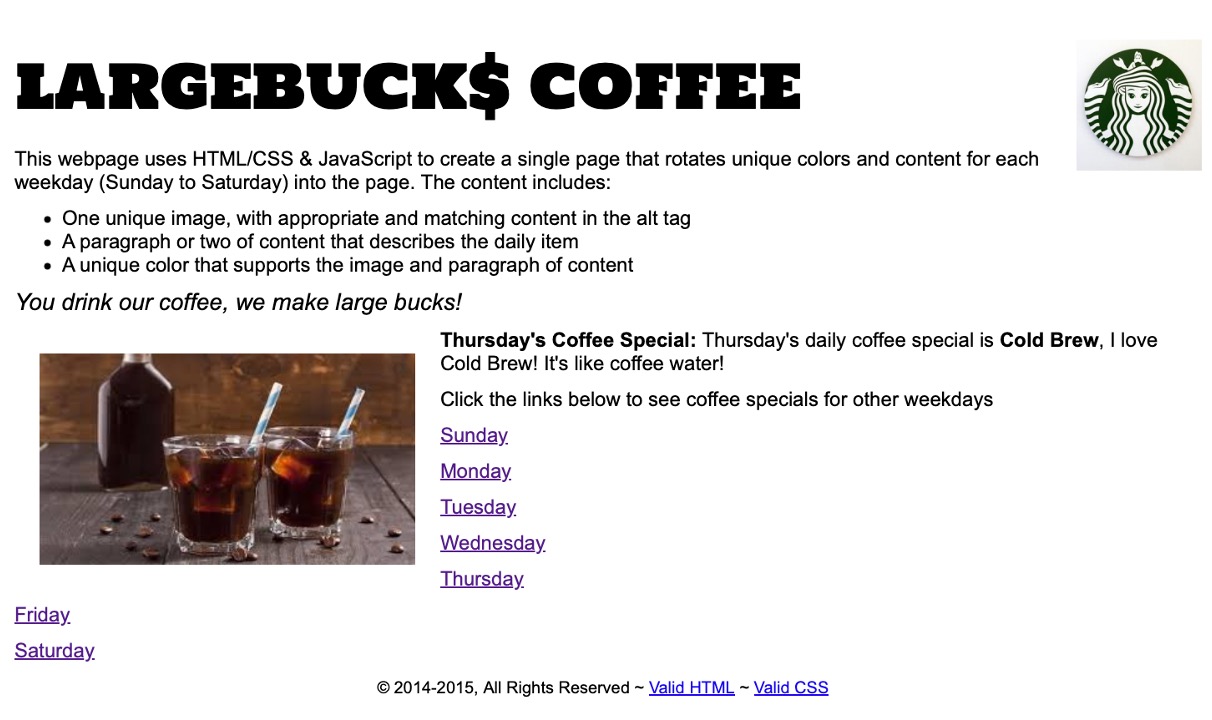 LARGEBUCK$ COFFEE
This webpage uses HTML/CSS & JavaScript to create a single page that rotates unique colors and content for each
weekday (Sunday to Saturday) into the page. The content includes:
• One unique image, with appropriate and matching content in the alt tag
• A paragraph or two of content that describes the daily item
• A unique color that supports the image and paragraph of content
You drink our coffee, we make large bucks!
Thursday's Coffee Special: Thursday's daily coffee special is Cold Brew, I love
Cold Brew! It's like coffee water!
Click the links below to see coffee specials for other weekdays
Sunday
Monday
Tuesday
Wednesday
Thursday
Friday
Saturday
© 2014-2015, All Rights Reserved ~ Valid HTML ~ Valid CSS